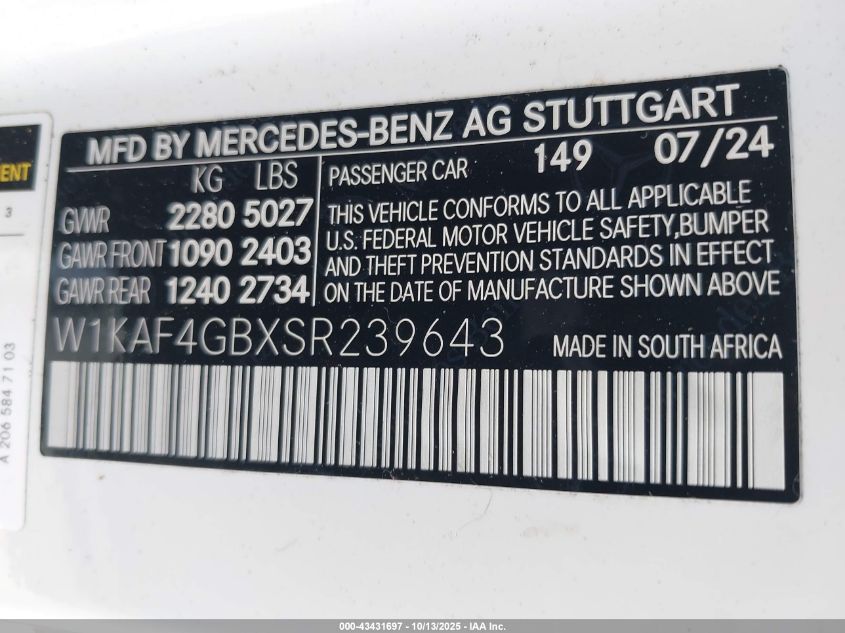 MFD BY MERCEDES-BENZ AG STUTTGART
KG LBS
PASSENGER CAR 149 07/24
GVWR 2280 5027
GAWR FRONT 1090 2403
GAWR REAR 1240 2734
THIS VEHICLE CONFORMS TO ALL APPLICABLE
U.S. FEDERAL MOTOR VEHICLE SAFETY, BUMPER
AND THEFT PREVENTION STANDARDS IN EFFECT
ON THE DATE OF MANUFACTURE SHOWN ABOVE
W1KAF4GBXSR239643
MADE IN SOUTH AFRICA
ENT
3
A 206 584 71 03
000-43431697 - 10/13/2025 - IAA Inc.